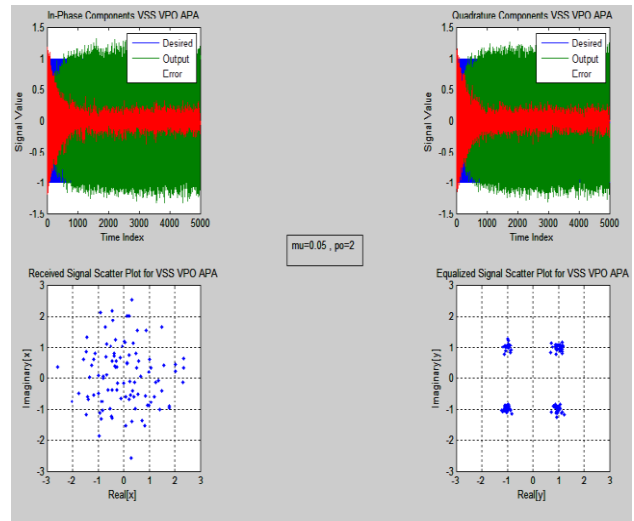 In-Phase Components VSS VPO APA
Quadrature Components VSS VPO APA
1.5
1
0.5
0
-0.5
-1
-1.5
Signal Value
Desired
Output
Error
0 1000 2000 3000 4000 5000
Time Index
1.5
1
0.5
0
-0.5
-1
-1.5
Signal Value
Desired
Output
Error
0 1000 2000 3000 4000 5000
Time Index
mu=0.05 , po=2
Received Signal Scatter Plot for VSS VPO APA
3
2
1
0
-1
-2
-3
Imaginary[x]
-3 -2 -1 0 1 2 3
Real[x]
Equalized Signal Scatter Plot for VSS VPO APA
3
2
1
0
-1
-2
-3
Imaginary[y]
-3 -2 -1 0 1 2 3
Real[y]